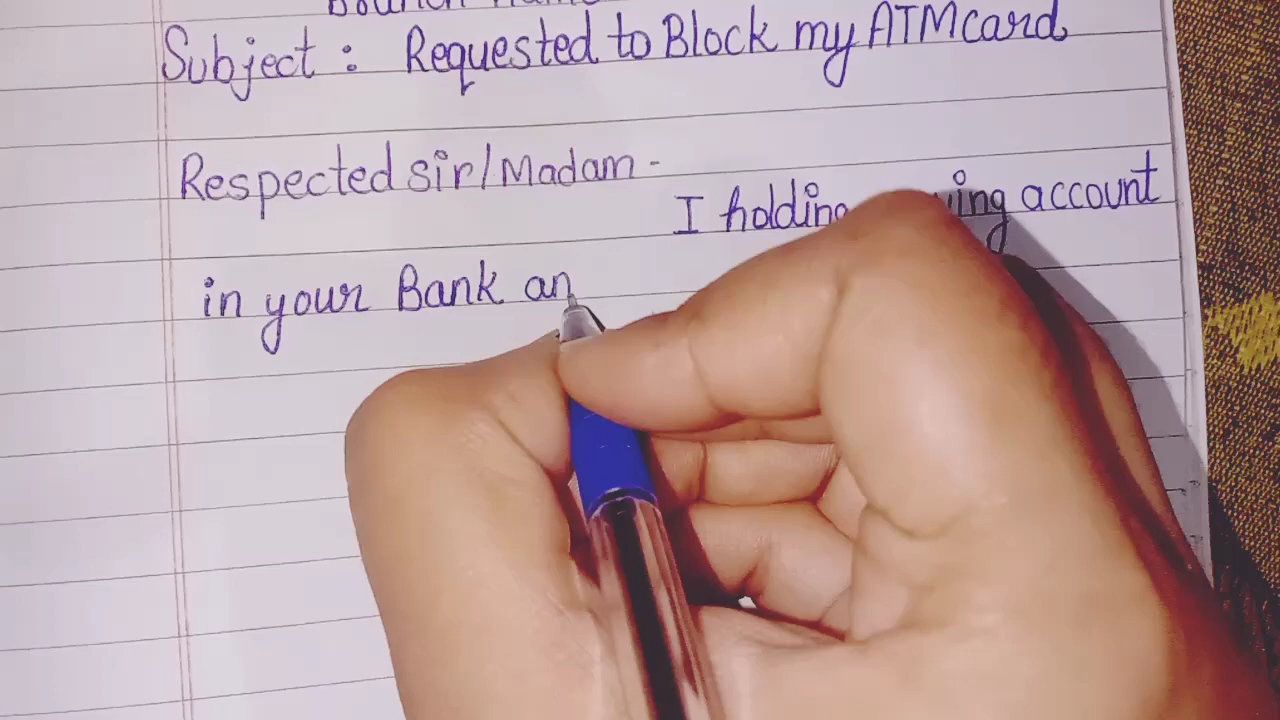 Subject : Requested to Block my ATM card.
Respected sir/Madam -
I holding account
in your Bank an